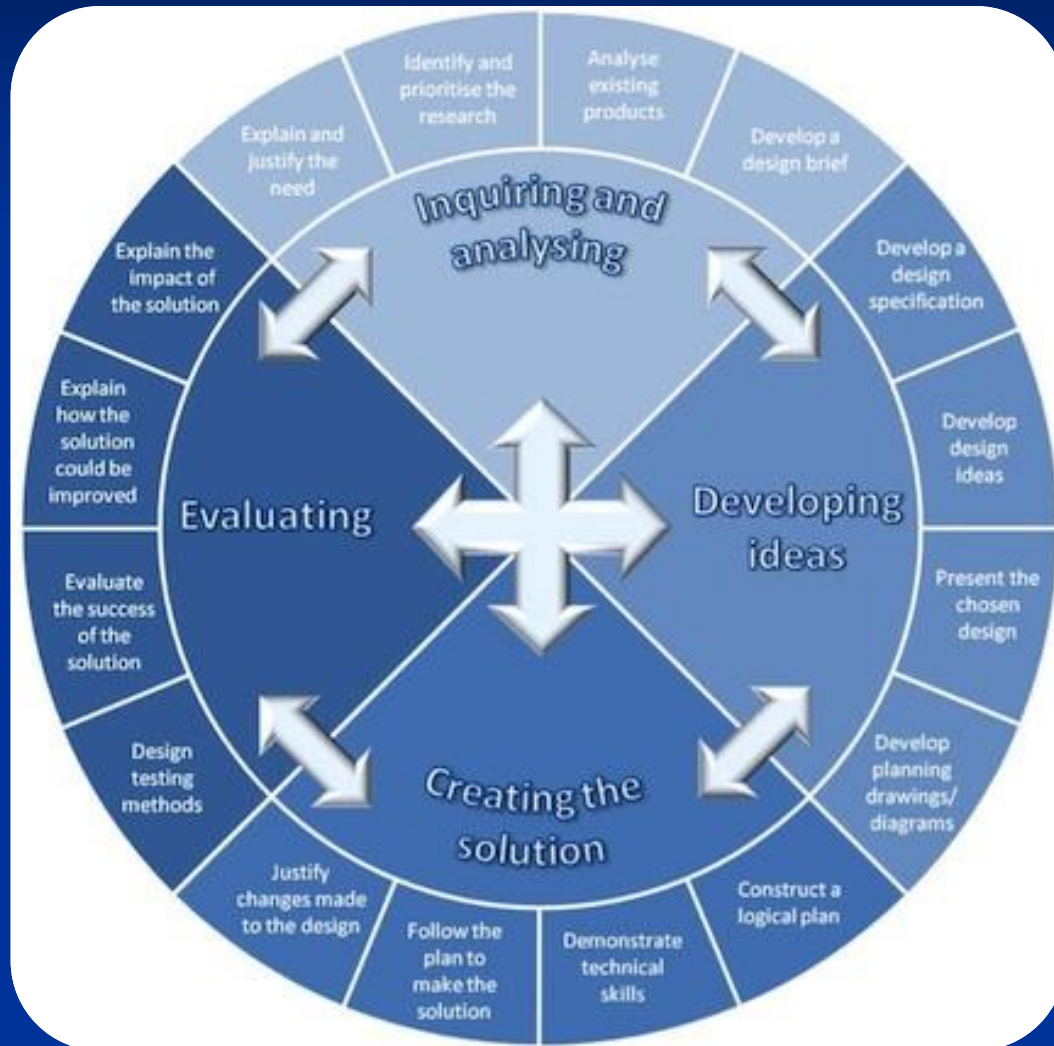 Inquiring and
analysing
Explain and
justify the
need
Identify and
prioritise the
research
Analyse
existing
products
Develop a
design brief
Developing
ideas
Develop a
design
specification
Develop
design
ideas
Present the
chosen
design
Develop
planning
drawings/
diagrams
Creating the
solution
Construct a
logical plan
Demonstrate
technical
skills
Follow the
plan to
make the
solution
Justify
changes made
to the design
Evaluating
Design
testing
methods
Evaluate
the success
of the
solution
Explain
how the
solution
could be
improved
Explain the
impact of
the solution